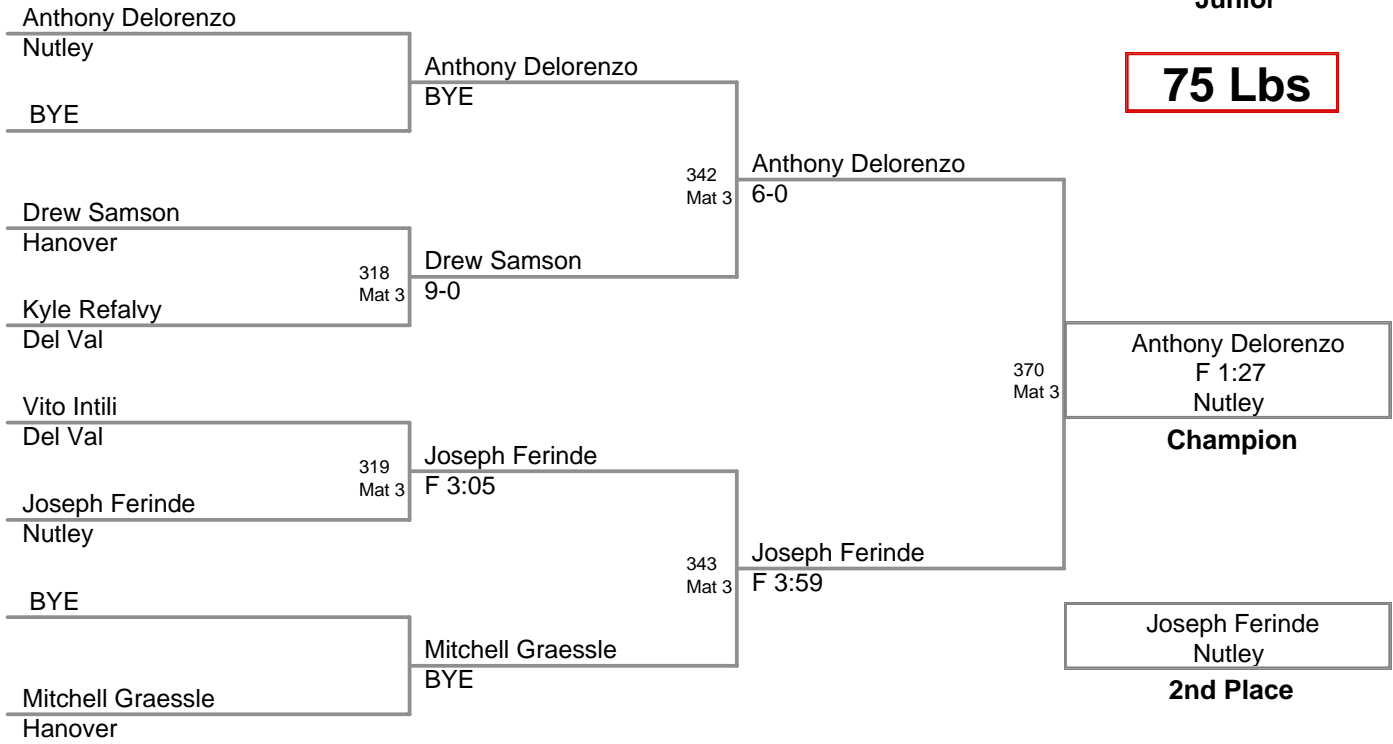 Junior
75 Lbs
Anthony Delorenzo
Nutley
BYE
Drew Samson
Hanover
318
Mat 3
Kyle Refalvy
Del Val
Vito Intili
Del Val
319
Mat 3
Joseph Ferinde
Nutley
BYE
Mitchell Graessle
Hanover
Anthony Delorenzo
BYE
342
Mat 3
Drew Samson
9-0
Joseph Ferinde
F 3:05
343
Mat 3
Mitchell Graessle
BYE
Anthony Delorenzo
6-0
370
Mat 3
Joseph Ferinde
F 3:59
Anthony Delorenzo
F 1:27
Nutley
Champion
Joseph Ferinde
Nutley
2nd Place